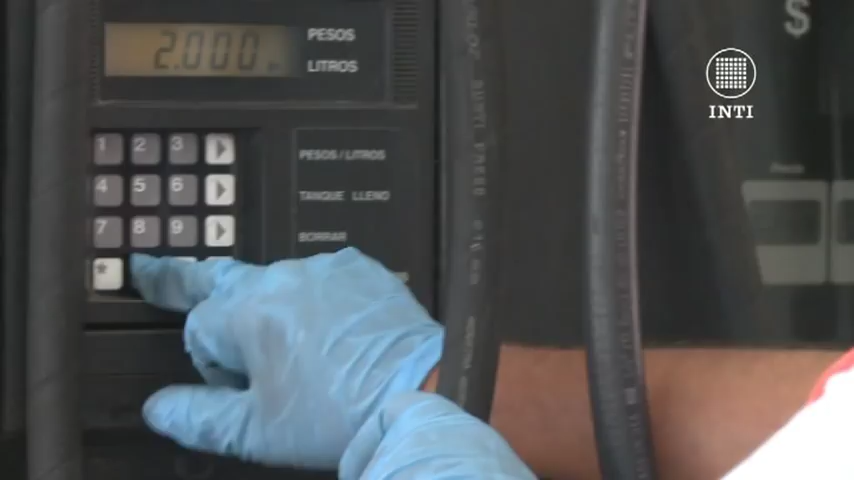 2.000
PESOS
LITROS
$
INTI
1 2 3
PESOS / LITROS
4 5 6
TANQUE LLENO
7 8 9
BORRAR
*